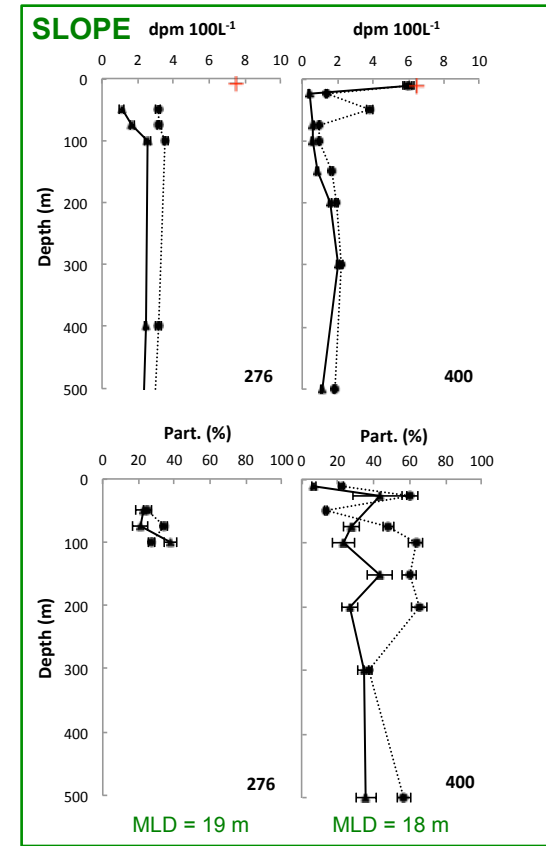 SLOPE dpm 100L-1 dpm 100L-1
0 2 4 6 8 10 0 2 4 6 8 10
0
100
200
300
400
500
Depth (m)
276 400
Part. (%) Part. (%)
0 20 40 60 80 100 0 20 40 60 80 100
0
100
200
300
400
500
Depth (m)
276 400
MLD = 19 m MLD = 18 m